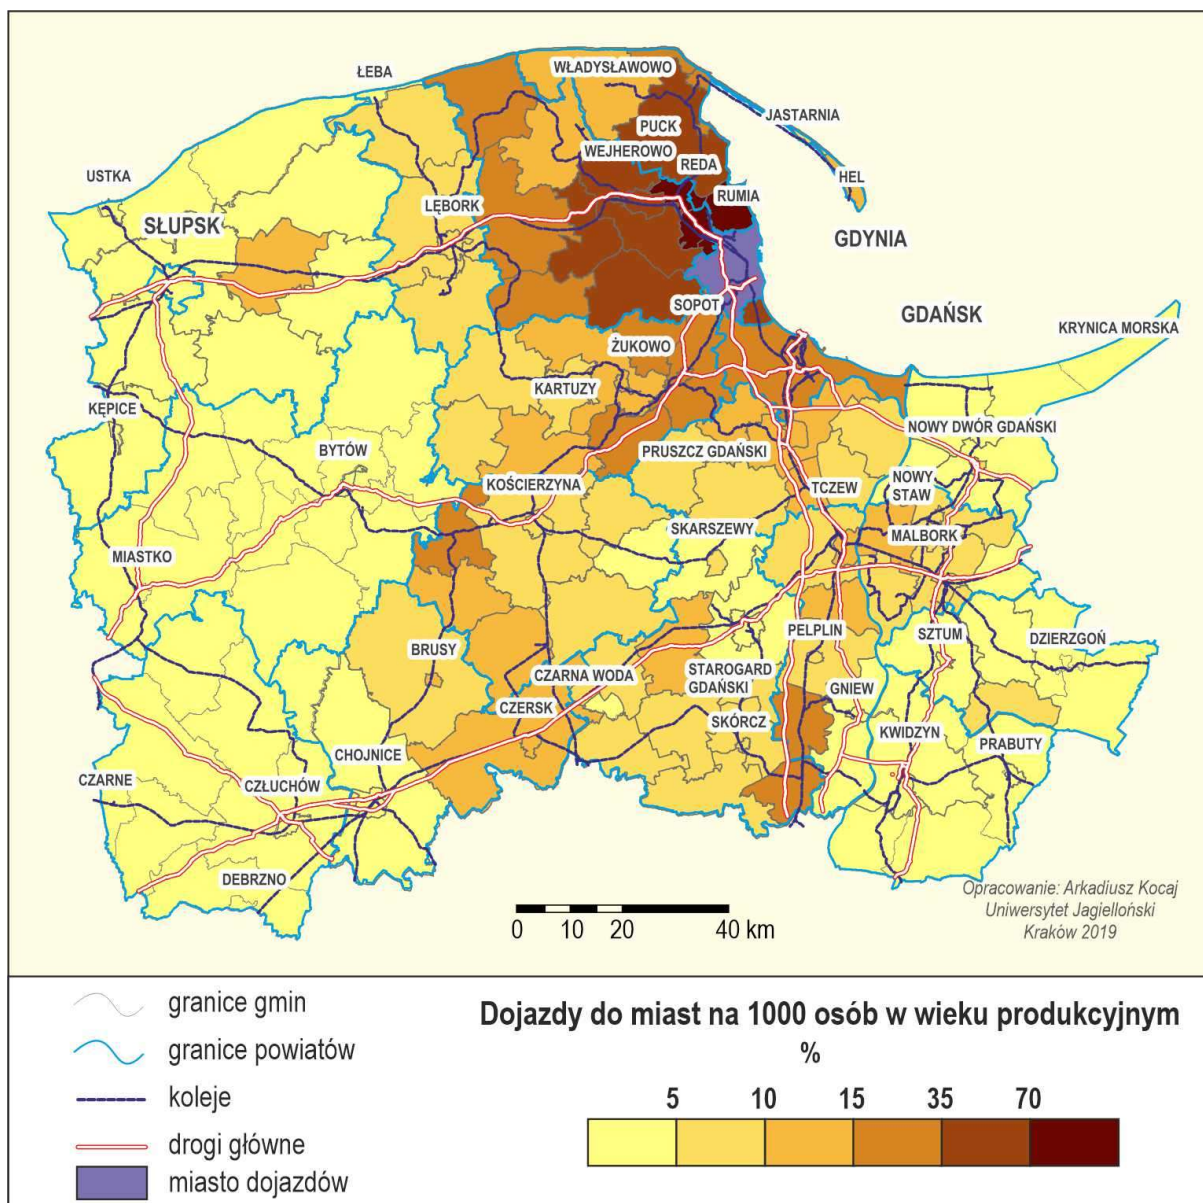 ŁEBA
WŁADYSŁAWOWO
JASTARNIA
PUCK
WEJHEROWO
REDA
HEL
USTKA
RUMIA
LĘBORK
SŁUPSK
GDYNIA
SOPOT
GDAŃSK
KRYNICA MORSKA
ŻUKOWO
KARTUZY
KĘPICE
NOWY DWÓR GDAŃSKI
BYTÓW
PRUSZCZ GDAŃSKI
KOŚCIERZYNA
TCZEW
NOWY
STAW
SKARSZEWY
MALBORK
MIASTKO
PELPLIN
SZTUM
DZIERZGOŃ
BRUSY
CZARNA WODA
STAROGARD
GDAŃSKI
GNIEW
CZERSK
SKÓRCZ
KWIDZYN
PRABUTY
CHOJNICE
CZARNE
CZŁUCHÓW
DEBRZNO
Opracowanie: Arkadiusz Kocaj
Uniwersytet Jagielloński
Kraków 2019
0 10 20 40 km
granice gmin
granice powiatów
koleje
drogi główne
miasto dojazdów
Dojazdy do miast na 1000 osób w wieku produkcyjnym
%
5 10 15 35 70